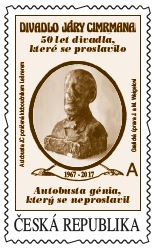 DIVADLO JÁRY CIMRMANA
50 let divadla,
které se proslavilo
1967 - 2017
A
Autobusta génia,
který se neproslavil
ČESKÁ REPUBLIKA